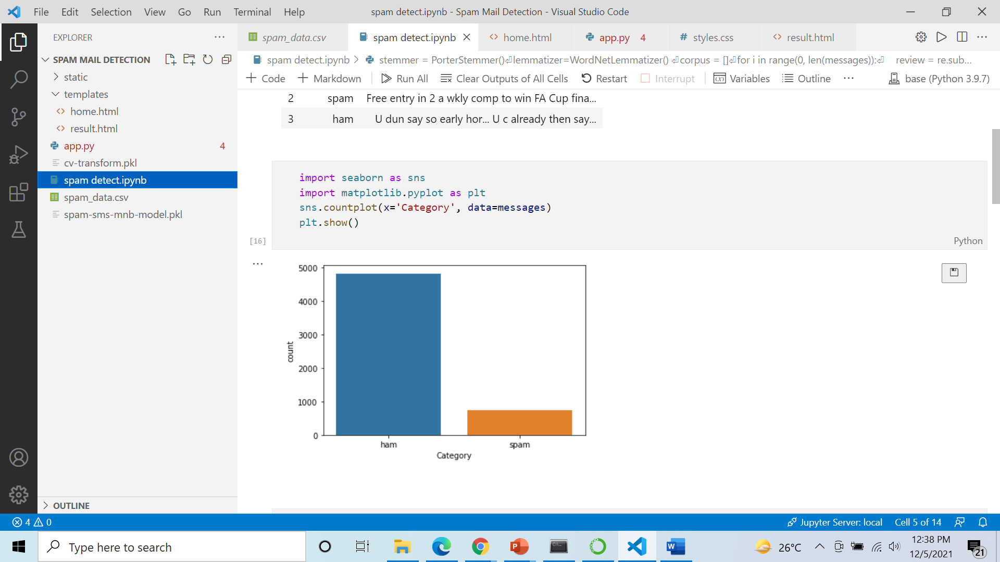 File Edit Selection View Go Run Terminal Help
spam detect.ipynb - Spam Mail Detection - Visual Studio Code
EXPLORER
SPAM MAIL DETECTION
static
templates
home.html
result.html
app.py 4
cv-transform.pkl
spam detect.ipynb
spam_data.csv
spam-sms-mnb-model.pkl
OUTLINE
spam_data.csv spam detect.ipynb home.html app.py 4 # styles.css result.html
spam detect.ipynb > stemmer = PorterStemmer()⏎lemmatizer=WordNetLemmatizer() ⏎corpus = []⏎for i in range(0, len(messages)):⏎ review = re.sub...
+ Code + Markdown Run All Clear Outputs of All Cells Restart Interrupt Variables Outline ... base (Python 3.9.7)
2 spam Free entry in 2 a wkly comp to win FA Cup fina...
3 ham U dun say so early hor... U c already then say...
import seaborn as sns
import matplotlib.pyplot as plt
sns.countplot(x='Category', data=messages)
plt.show()
[16]
Python
5000
4000
3000
2000
1000
0
count
ham spam
Category
4 0
Jupyter Server: local Cell 5 of 14
Type here to search
26°C
12:38 PM
12/5/2021
21